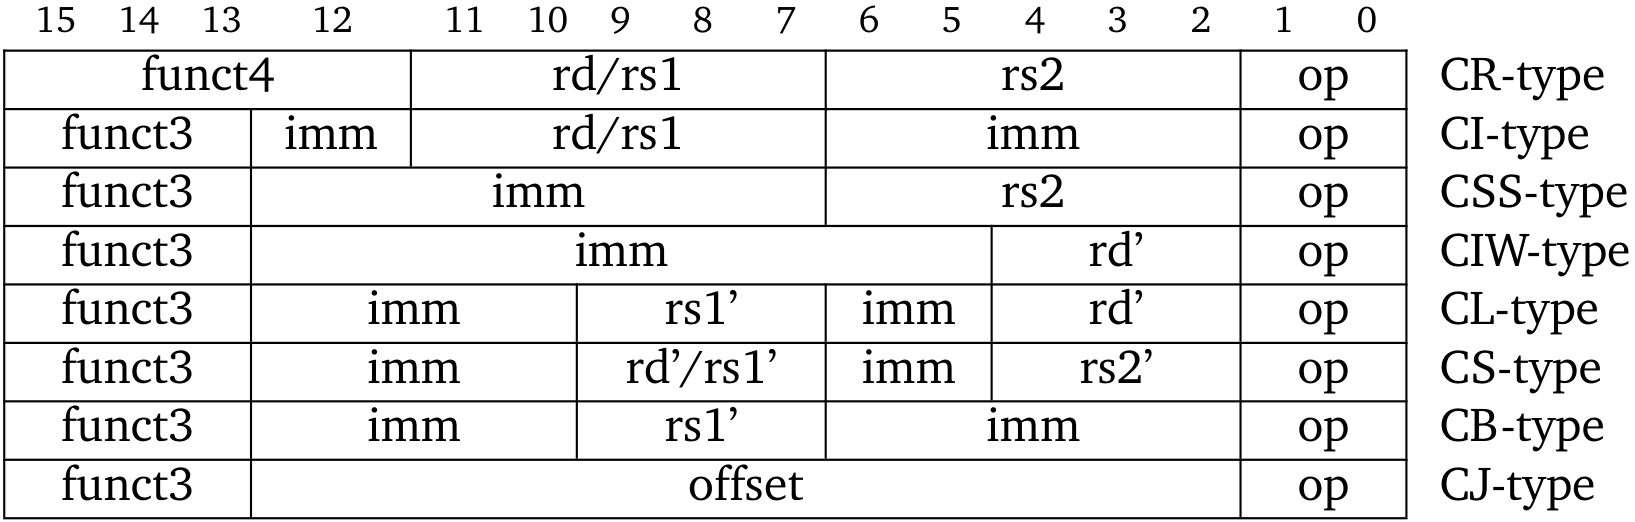 15 14 13 12 11 10 9 8 7 6 5 4 3 2 1 0
funct4 rd/rs1 rs2 op CR-type
funct3 imm rd/rs1 imm op CI-type
funct3 imm rs2 op CSS-type
funct3 imm rd’ op CIW-type
funct3 imm rs1’ imm rd’ op CL-type
funct3 imm rd’/rs1’ imm rs2’ op CS-type
funct3 imm rs1’ imm op CB-type
funct3 offset op CJ-type